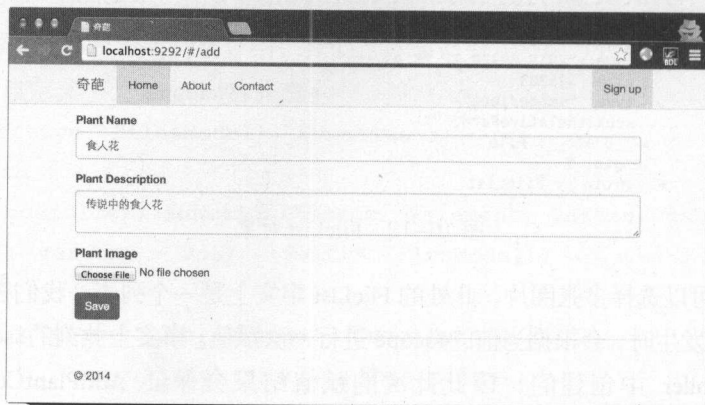 奇葩
localhost:9292/#/add
奇葩 Home About Contact Sign up
Plant Name
食人花
Plant Description
传说中的食人花
Plant Image
Choose File No file chosen
Save
© 2014